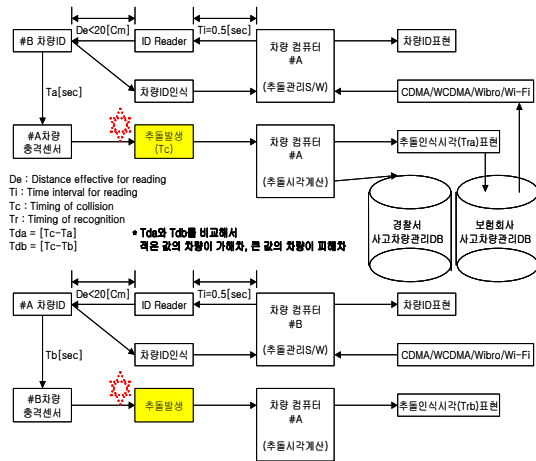 De<20[Cm]
Ti=0.5[sec]
#B 차량ID
ID Reader
차량 컴퓨터
#A
(추돌관리S/W)
차량ID표현
차량ID인식
CDMA/WCDMA/Wibro/Wi-Fi
Ta[sec]
#A차량
충격센서
추돌발생
(Tc)
차량 컴퓨터
#A
(추돌시각계산)
추돌인식시각(Tra)표현
De : Distance effective for reading
Ti : Time interval for reading
Tc : Timing of collision
Tr : Timing of recognition
Tda = [Tc-Ta]
Tdb = [Tc-Tb]
* Tda와 Tdb를 비교해서
적은 값의 차량이 가해차, 큰 값의 차량이 피해차
경찰서
사고차량관리DB
보험회사
사고차량관리DB
De<20[Cm]
Ti=0.5[sec]
#A 차량ID
ID Reader
차량 컴퓨터
#B
(추돌관리S/W)
차량ID표현
차량ID인식
CDMA/WCDMA/Wibro/Wi-Fi
Tb[sec]
#B차량
충격센서
추돌발생
차량 컴퓨터
#A
(추돌시각계산)
추돌인식시각(Trb)표현